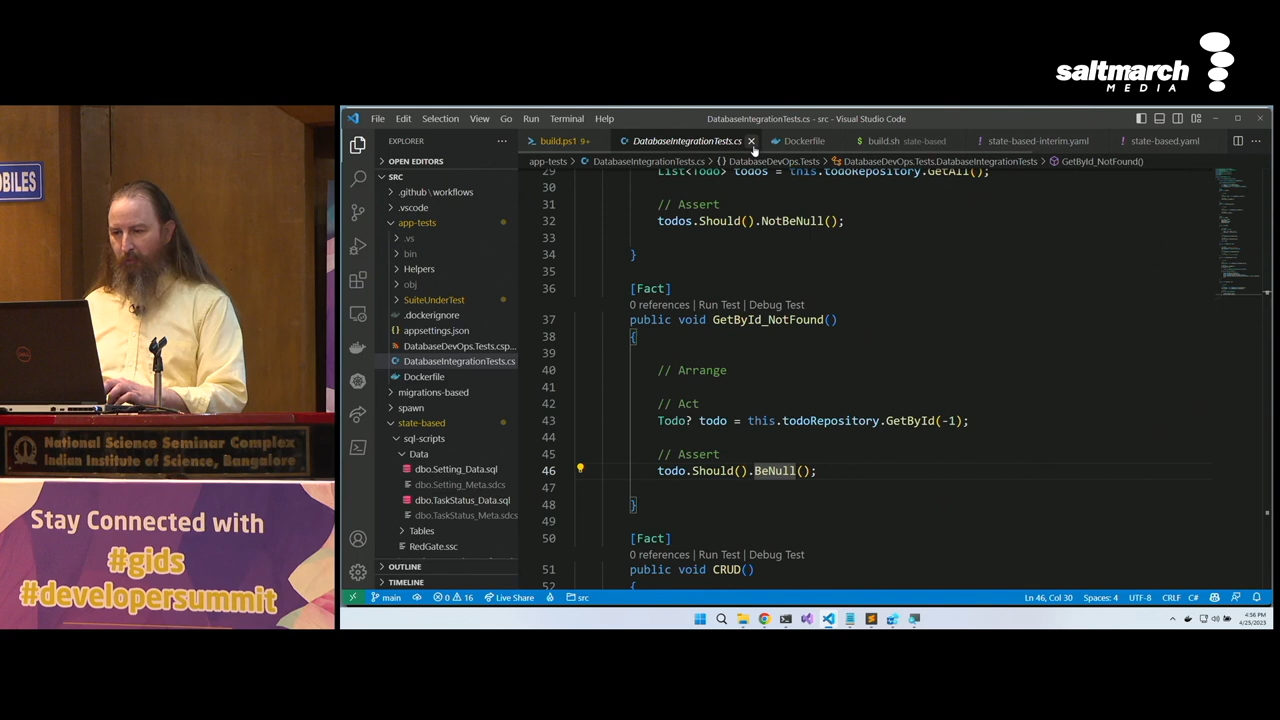 saltmarch
MEDIA
OBILES
National Science Seminar Complex
Indian Institute of Science, Bangalore
Stay Connected with
#gids
#developersummit
File Edit Selection View Go Run Terminal Help
DatabaseIntegrationTests.cs - src - Visual Studio Code
EXPLORER
build.ps1 9+
DatabaseIntegrationTests.cs
Dockerfile
build.sh state-based
state-based-interim.yaml
state-based.yaml
app-tests > DatabaseIntegrationTests.cs > {} DatabaseDevOps.Tests > DatabaseDevOps.Tests.DatabaseIntegrationTests > GetById_NotFound()
OPEN EDITORS
SRC
.github \ workflows
.vscode
app-tests
.vs
bin
Helpers
obj
SuiteUnderTest
.dockerignore
appsettings.json
DatabaseDevOps.Tests.csp...
DatabaseIntegrationTests.cs
Dockerfile
migrations-based
spawn
state-based
sql-scripts
Data
dbo.Setting_Data.sql
dbo.Setting_Meta.sdcs
dbo.TaskStatus_Data.sql
dbo.TaskStatus_Meta.sdcs
Tables
RedGate.ssc
OUTLINE
TIMELINE
29 List<Todo> todos = this.todoRepository.GetAll();
30
31 // Assert
32 todos.Should().NotBeNull();
33
34 }
35
36 [Fact]
0 references | Run Test | Debug Test
37 public void GetById_NotFound()
38 {
39
40 // Arrange
41
42 // Act
43 Todo? todo = this.todoRepository.GetById(-1);
44
45 // Assert
46 todo.Should().BeNull();
47
48 }
49
50 [Fact]
0 references | Run Test | Debug Test
51 public void CRUD()
52 {
main 0 16 Live Share src
Ln 46, Col 30 Spaces: 4 UTF-8 CRLF C#
4:56 PM
4/25/2023